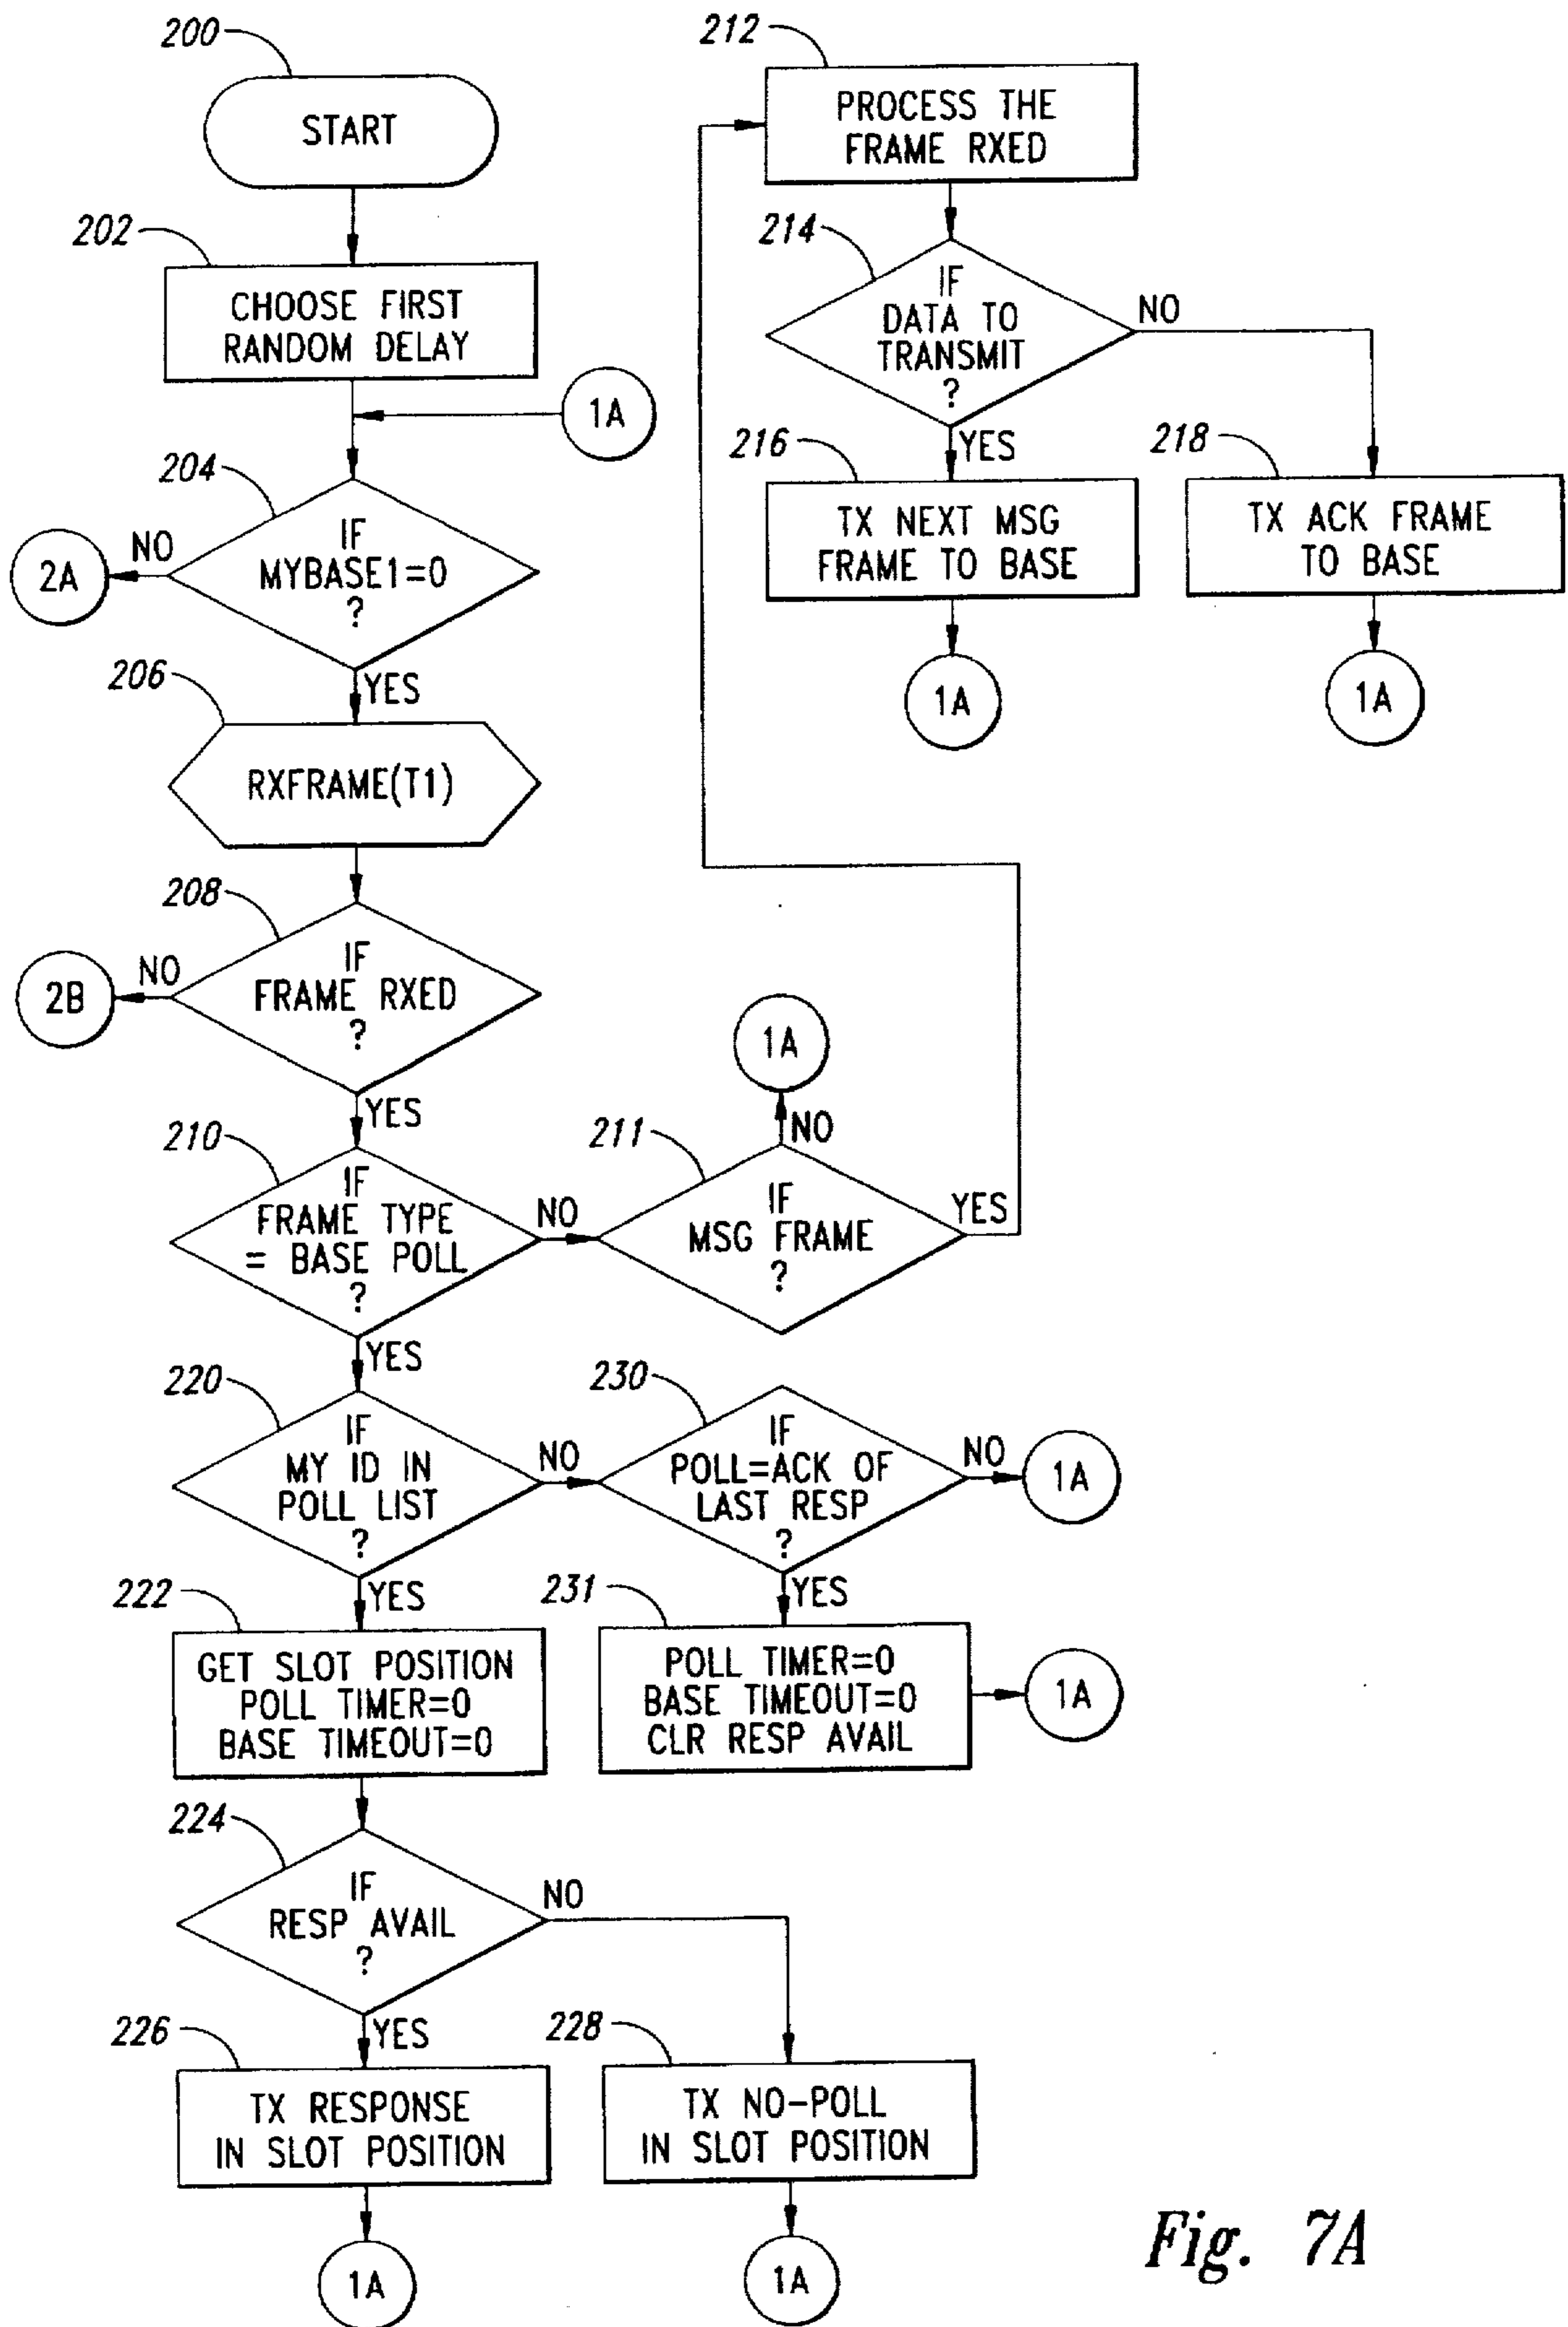 200
START
202
CHOOSE FIRST
RANDOM DELAY
1A
204
IF
MYBASE1=0
?
NO
2A
YES
206
RXFRAME(T1)
208
IF
FRAME RXED
?
NO
2B
YES
210
IF
FRAME TYPE
= BASE POLL
?
NO
YES
211
IF
MSG FRAME
?
NO
1A
YES
212
PROCESS THE
FRAME RXED
214
IF
DATA TO
TRANSMIT
?
NO
YES
216
TX NEXT MSG
FRAME TO BASE
1A
218
TX ACK FRAME
TO BASE
1A
220
IF
MY ID IN
POLL LIST
?
NO
YES
230
IF
POLL=ACK OF
LAST RESP
?
NO
1A
YES
222
GET SLOT POSITION
POLL TIMER=0
BASE TIMEOUT=0
231
POLL TIMER=0
BASE TIMEOUT=0
CLR RESP AVAIL
1A
224
IF
RESP AVAIL
?
NO
YES
226
TX RESPONSE
IN SLOT POSITION
1A
228
TX NO-POLL
IN SLOT POSITION
1A
Fig. 7A